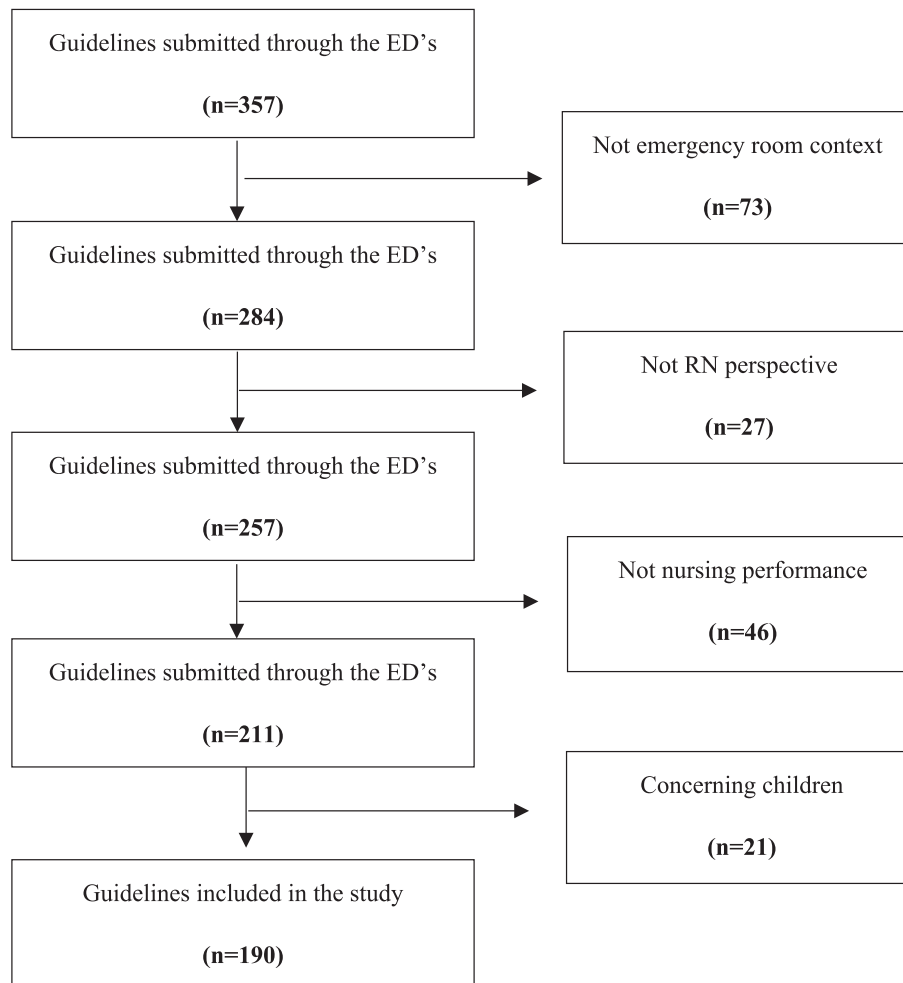 Guidelines submitted through the ED's
(n=357)
Not emergency room context
(n=73)
Guidelines submitted through the ED's
(n=284)
Not RN perspective
(n=27)
Guidelines submitted through the ED's
(n=257)
Not nursing performance
(n=46)
Guidelines submitted through the ED's
(n=211)
Concerning children
(n=21)
Guidelines included in the study
(n=190)